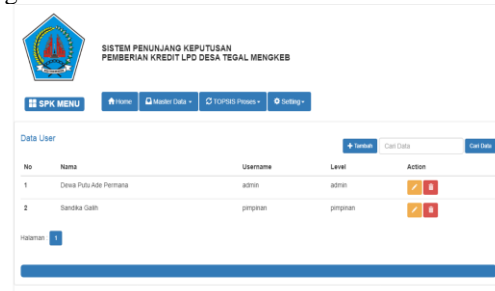 SISTEM PENUNJANG KEPUTUSAN
PEMBERIAN KREDIT LPD DESA TEGAL MENGKEB
SPK MENU Home Master Data TOPSIS Proses Setting
Data User
Tambah Cari Data Cari Data
No Nama Username Level Action
1 Dewa Putu Ade Permana admin admin
2 Sandika Galih pimpinan pimpinan
Halaman : 1